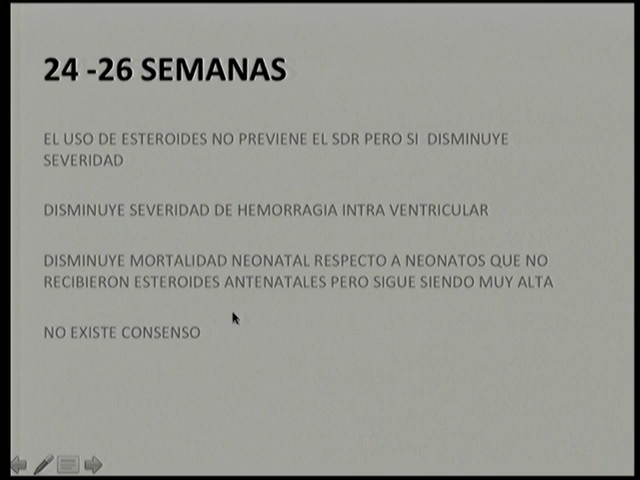 24 -26 SEMANAS
EL USO DE ESTEROIDES NO PREVIENE EL SDR PERO SI DISMINUYE
SEVERIDAD
DISMINUYE SEVERIDAD DE HEMORRAGIA INTRA VENTRICULAR
DISMINUYE MORTALIDAD NEONATAL RESPECTO A NEONATOS QUE NO
RECIBIERON ESTEROIDES ANTENATALES PERO SIGUE SIENDO MUY ALTA
NO EXISTE CONSENSO